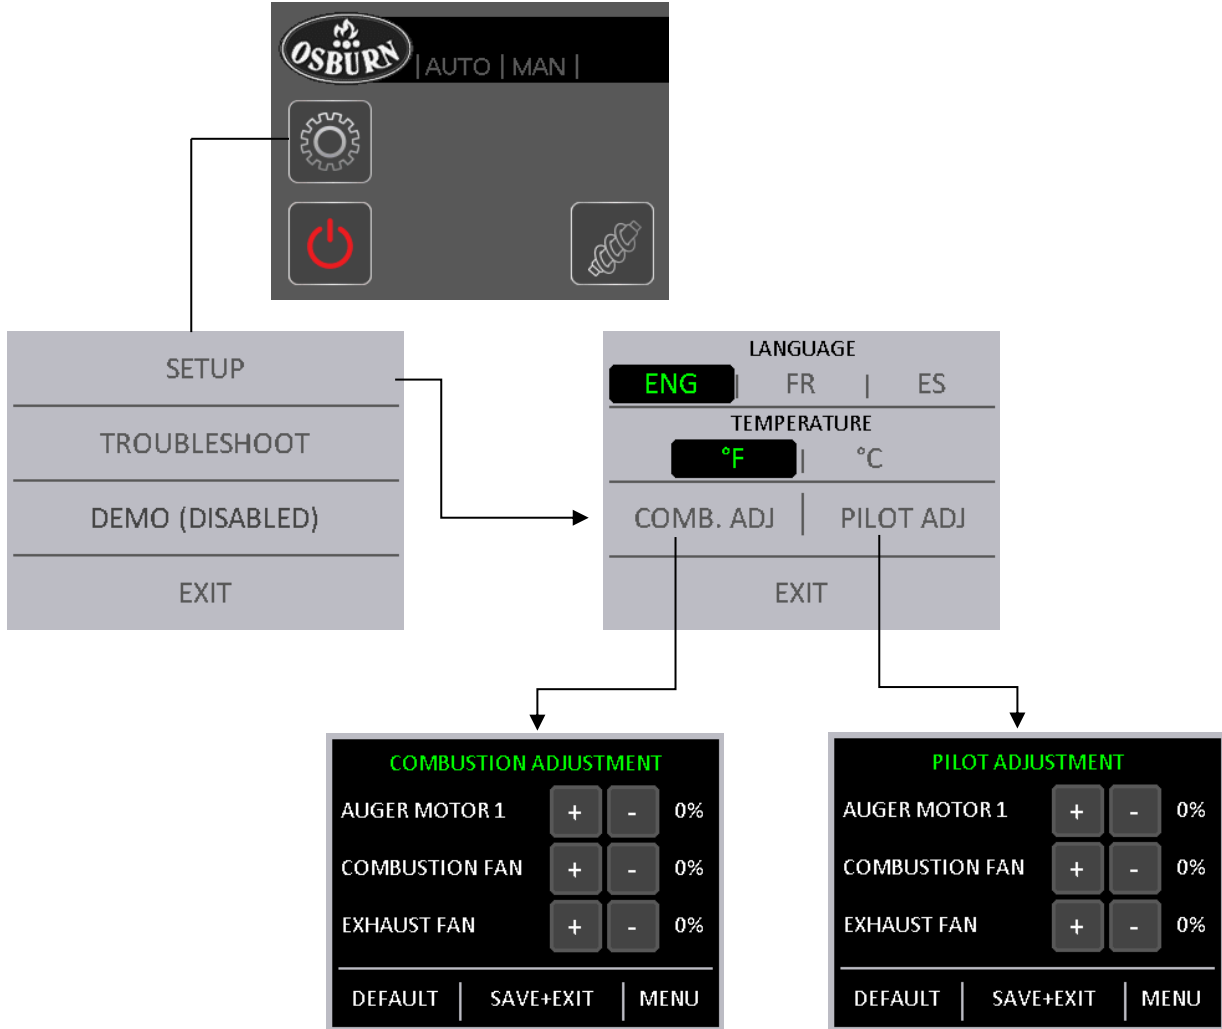 OSBURN
| AUTO | MAN |
SETUP
TROUBLESHOOT
DEMO (DISABLED)
EXIT
LANGUAGE
ENG | FR | ES
TEMPERATURE
°F | °C
COMB. ADJ | PILOT ADJ
EXIT
COMBUSTION ADJUSTMENT
AUGER MOTOR 1 + - 0%
COMBUSTION FAN + - 0%
EXHAUST FAN + - 0%
DEFAULT | SAVE+EXIT | MENU
PILOT ADJUSTMENT
AUGER MOTOR 1 + - 0%
COMBUSTION FAN + - 0%
EXHAUST FAN + - 0%
DEFAULT | SAVE+EXIT | MENU